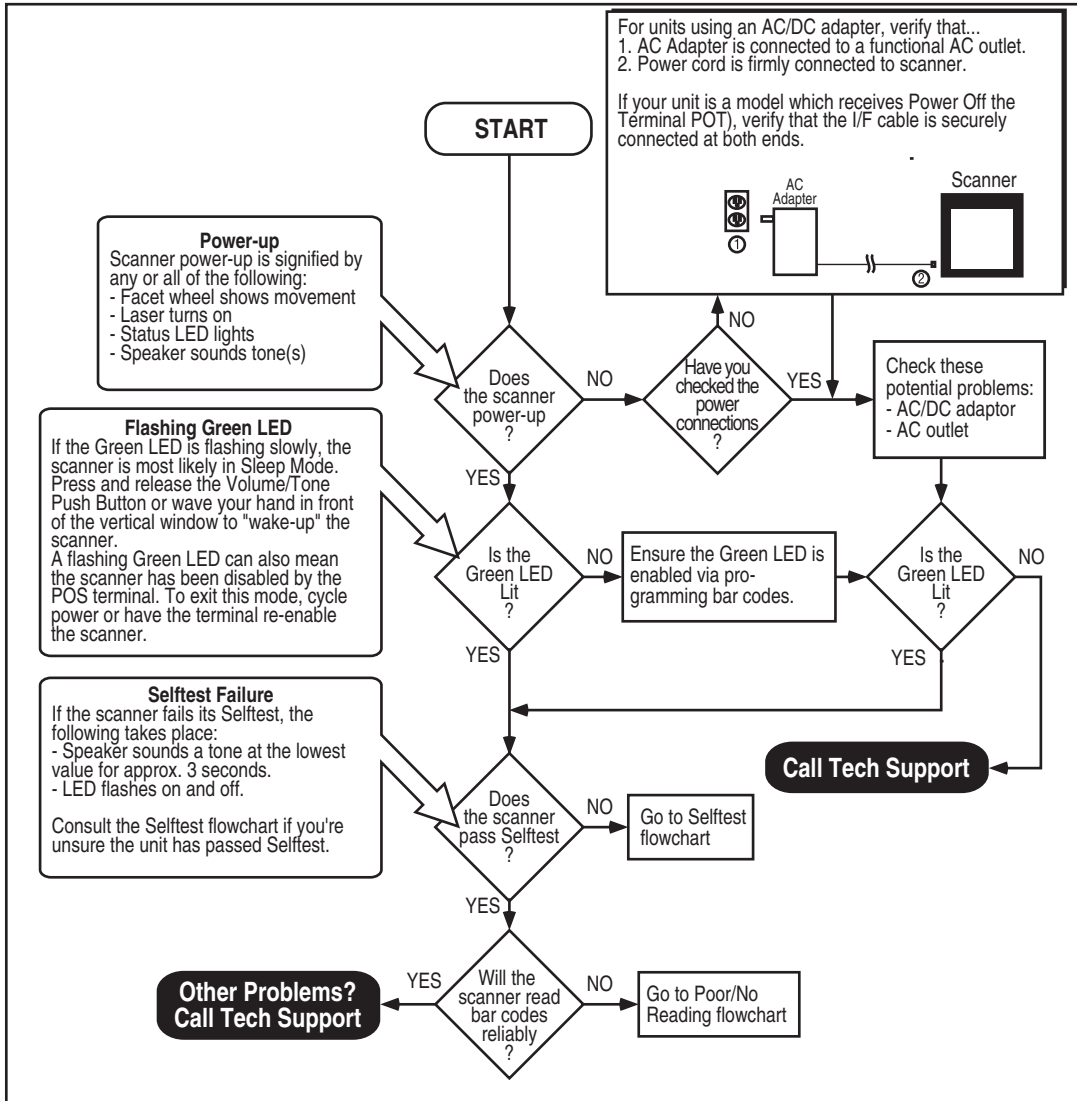 For units using an AC/DC adapter, verify that...
1. AC Adapter is connected to a functional AC outlet.
2. Power cord is firmly connected to scanner.
If your unit is a model which receives Power Off the
Terminal POT), verify that the I/F cable is securely
connected at both ends.
AC
Adapter
Scanner
1
2
START
Power-up
Scanner power-up is signified by
any or all of the following:
- Facet wheel shows movement
- Laser turns on
- Status LED lights
- Speaker sounds tone(s)
Does
the scanner
power-up
?
NO
YES
Have you
checked the
power
connections
?
NO
YES
Check these
potential problems:
- AC/DC adaptor
- AC outlet
Flashing Green LED
If the Green LED is flashing slowly, the
scanner is most likely in Sleep Mode.
Press and release the Volume/Tone
Push Button or wave your hand in front
of the vertical window to "wake-up" the
scanner.
A flashing Green LED can also mean
the scanner has been disabled by the
POS terminal. To exit this mode, cycle
power or have the terminal re-enable
the scanner.
Is the
Green LED
Lit
?
NO
YES
Ensure the Green LED is
enabled via pro-
gramming bar codes.
Is the
Green LED
Lit
?
NO
YES
Call Tech Support
Selftest Failure
If the scanner fails its Selftest, the
following takes place:
- Speaker sounds a tone at the lowest
value for approx. 3 seconds.
- LED flashes on and off.
Consult the Selftest flowchart if you're
unsure the unit has passed Selftest.
Does
the scanner
pass Selftest
?
NO
YES
Go to Selftest
flowchart
Will the
scanner read
bar codes
reliably
?
YES
NO
Other Problems?
Call Tech Support
Go to Poor/No
Reading flowchart